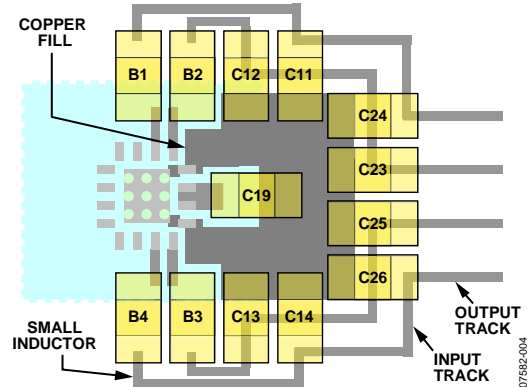 COPPER
FILL
B1
B2
C12
C11
C24
C23
C19
C25
C26
B4
B3
C13
C14
SMALL
INDUCTOR
OUTPUT
TRACK
INPUT
TRACK
07582-004